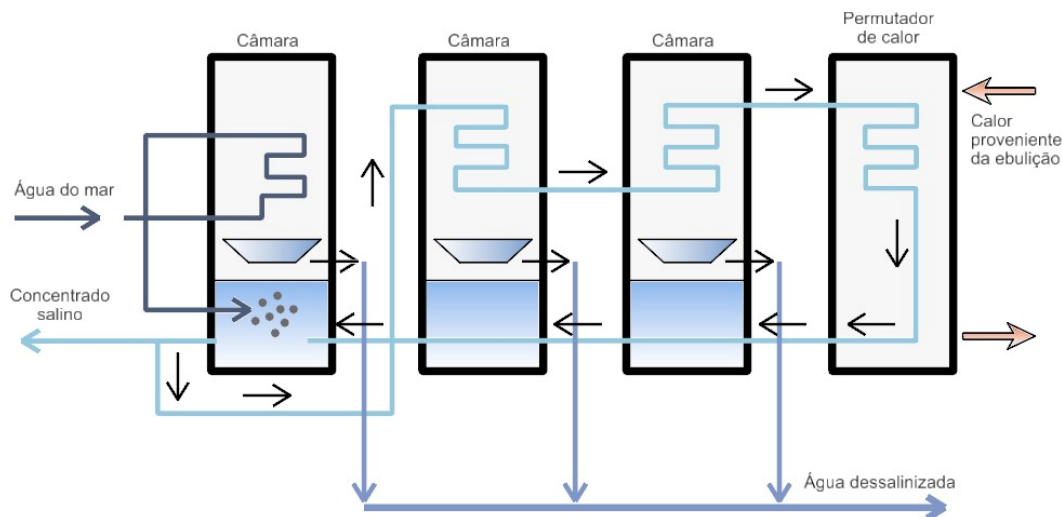 Câmara
Câmara
Câmara
Permutador
de calor
Calor
proveniente
da ebulição
Água do mar
Concentrado
salino
Água dessalinizada